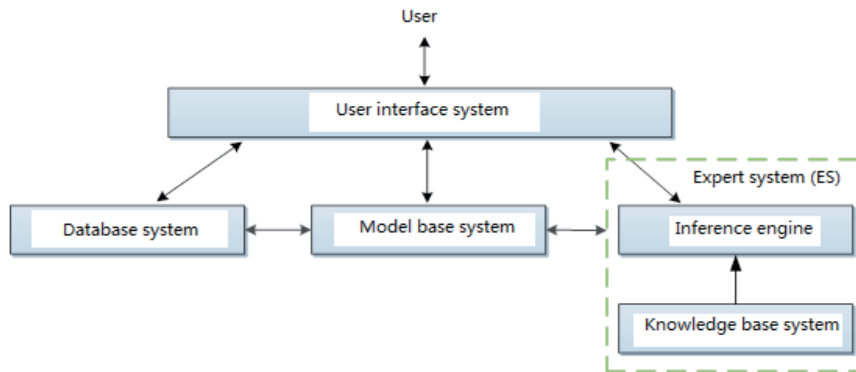 User
User interface system
Expert system (ES)
Database system
Model base system
Inference engine
Knowledge base system